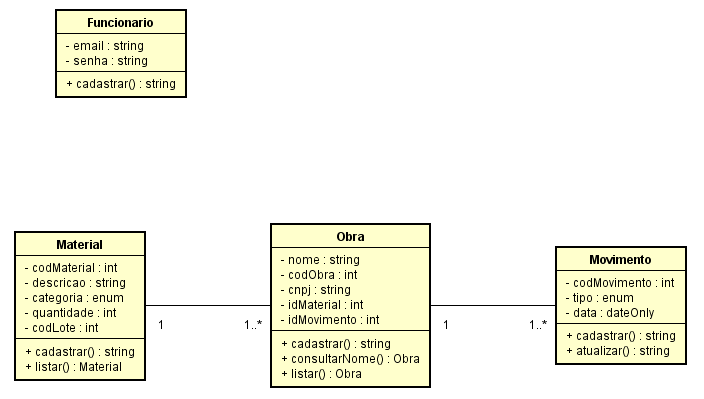 Funcionario
- email : string
- senha : string
+ cadastrar() : string
Material
- codMaterial : int
- descricao : string
- categoria : enum
- quantidade : int
- codLote : int
+ cadastrar() : string
+ listar() : Material
1
1..*
Obra
- nome : string
- codObra : int
- cnpj : string
- idMaterial : int
- idMovimento : int
+ cadastrar() : string
+ consultarNome() : Obra
+ listar() : Obra
1
1..*
Movimento
- codMovimento : int
- tipo : enum
- data : dateOnly
+ cadastrar() : string
+ atualizar() : string